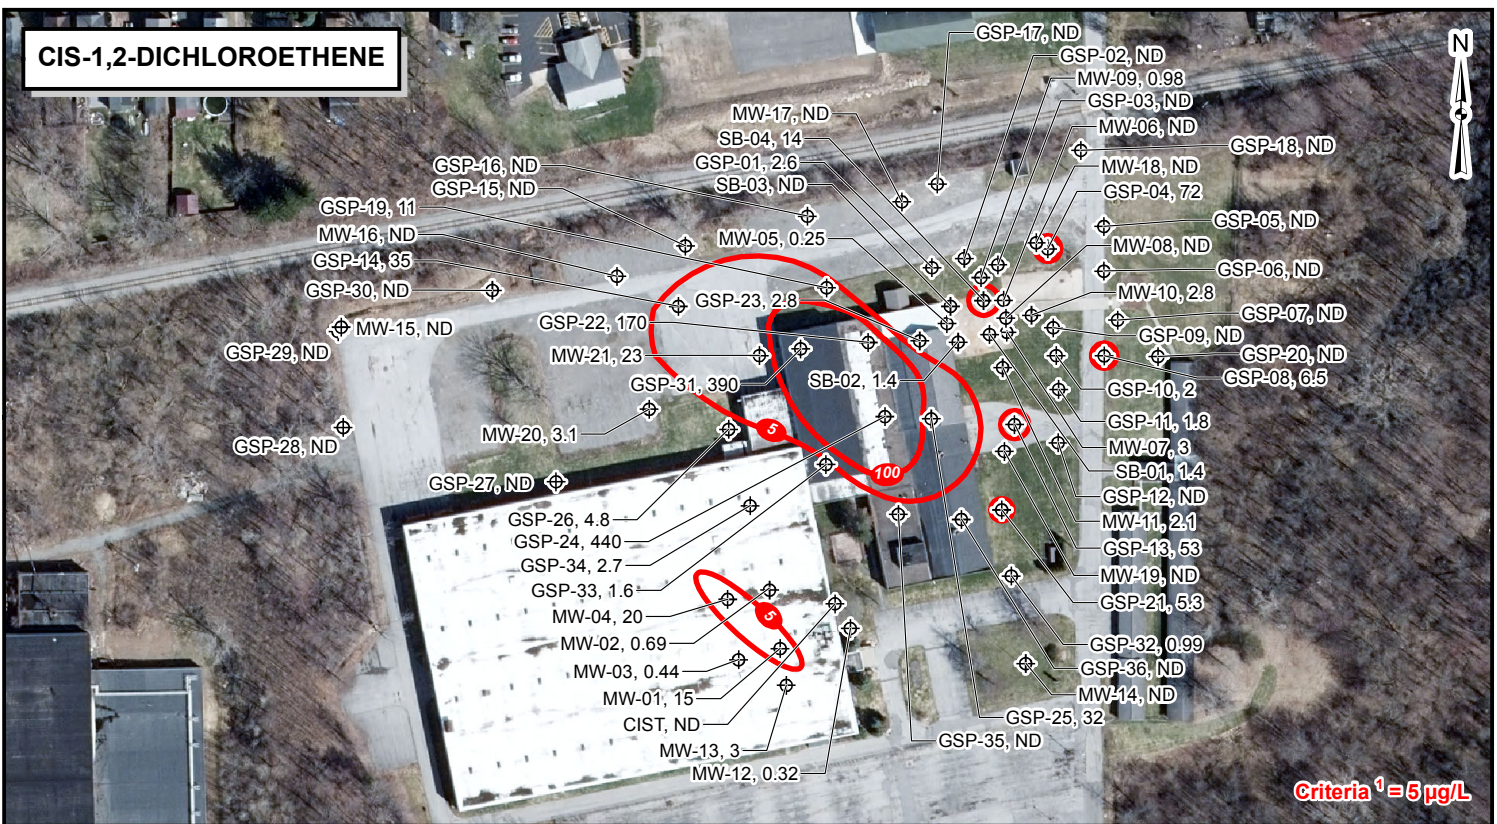 CIS-1,2-DICHLOROETHENE
N
GSP-17, ND
GSP-02, ND
MW-09, 0.98
GSP-03, ND
MW-17, ND
MW-06, ND
SB-04, 14
GSP-18, ND
GSP-01, 2.6
GSP-16, ND
MW-18, ND
SB-03, ND
GSP-15, ND
GSP-04, 72
GSP-19, 11
GSP-05, ND
MW-16, ND
MW-05, 0.25
MW-08, ND
GSP-14, 35
GSP-06, ND
GSP-30, ND
MW-10, 2.8
GSP-23, 2.8
GSP-07, ND
GSP-22, 170
MW-15, ND
GSP-09, ND
GSP-29, ND
MW-21, 23
GSP-20, ND
GSP-31, 390
SB-02, 1.4
GSP-08, 6.5
GSP-10, 2
GSP-11, 1.8
5
MW-20, 3.1
GSP-28, ND
MW-07, 3
100
SB-01, 1.4
GSP-27, ND
GSP-12, ND
GSP-26, 4.8
MW-11, 2.1
GSP-24, 440
GSP-13, 53
GSP-34, 2.7
MW-19, ND
GSP-33, 1.6
GSP-21, 5.3
MW-04, 20
5
MW-02, 0.69
GSP-32, 0.99
MW-03, 0.44
GSP-36, ND
MW-01, 15
MW-14, ND
CIST, ND
GSP-25, 32
GSP-35, ND
MW-13, 3
MW-12, 0.32
Criteria ¹ = 5 µg/L